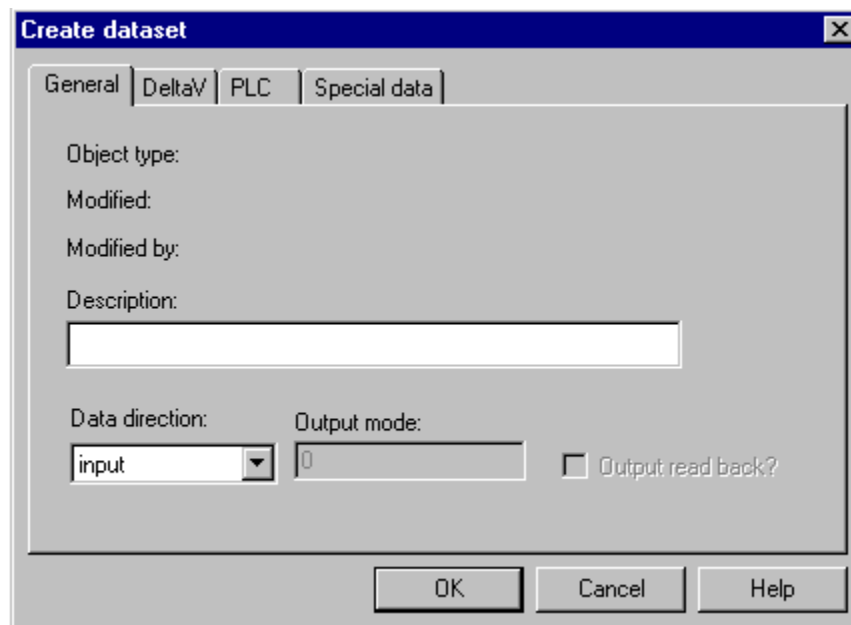 Create dataset
General DeltaV PLC Special data
Object type:
Modified:
Modified by:
Description:
Data direction: Output mode:
input 0 Output read back?
OK Cancel Help